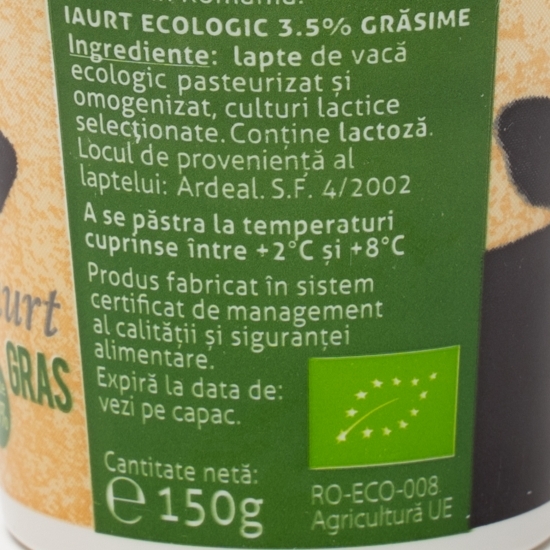 România.
IAURT ECOLOGIC 3.5% GRĂSIME
Ingrediente: lapte de vacă
ecologic pasteurizat și
omogenizat, culturi lactice
selecționate. Conține lactoză.
Locul de proveniență al
laptelui: Ardeal. S.F. 4/2002
A se păstra la temperaturi
cuprinse între +2°C și +8°C
Produs fabricat în sistem
certificat de management
al calității și siguranței
alimentare.
Expiră la data de:
vezi pe capac.
Cantitate netă:
e 150g
RO-ECO-008
Agricultură UE
urt
GRAS